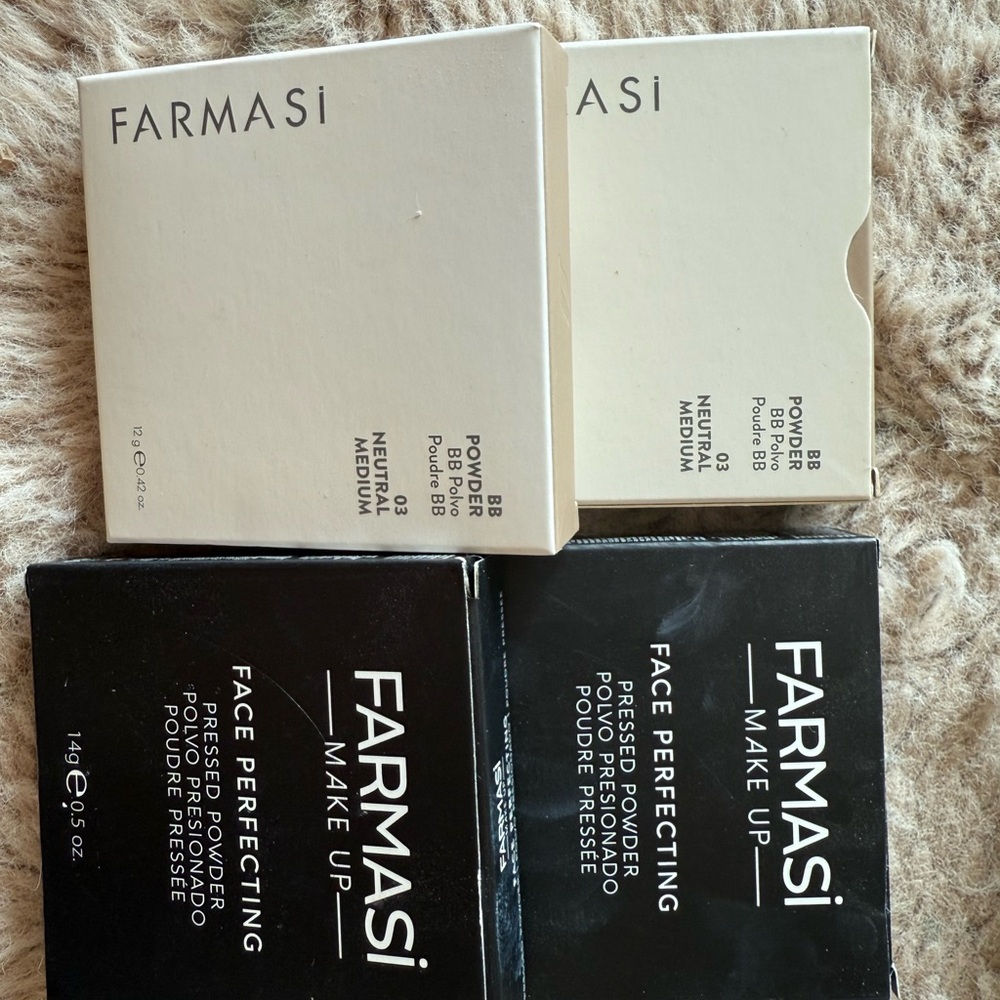 FARMASi
BB
POWDER
BB Polvo
Poudre BB
03
NEUTRAL
MEDIUM
12 g ℮ 0.42 oz.
ASi
BB
POWDER
BB Polvo
Poudre BB
03
NEUTRAL
MEDIUM
FARMASi
MAKE UP
FACE PERFECTING
PRESSED POWDER
POLVO PRESIONADO
POUDRE PRESSÉE
14g ℮ 0,5 oz.
FARMASi
FARMASi
MAKE UP
FACE PERFECTING
PRESSED POWDER
POLVO PRESIONADO
POUDRE PRESSÉE